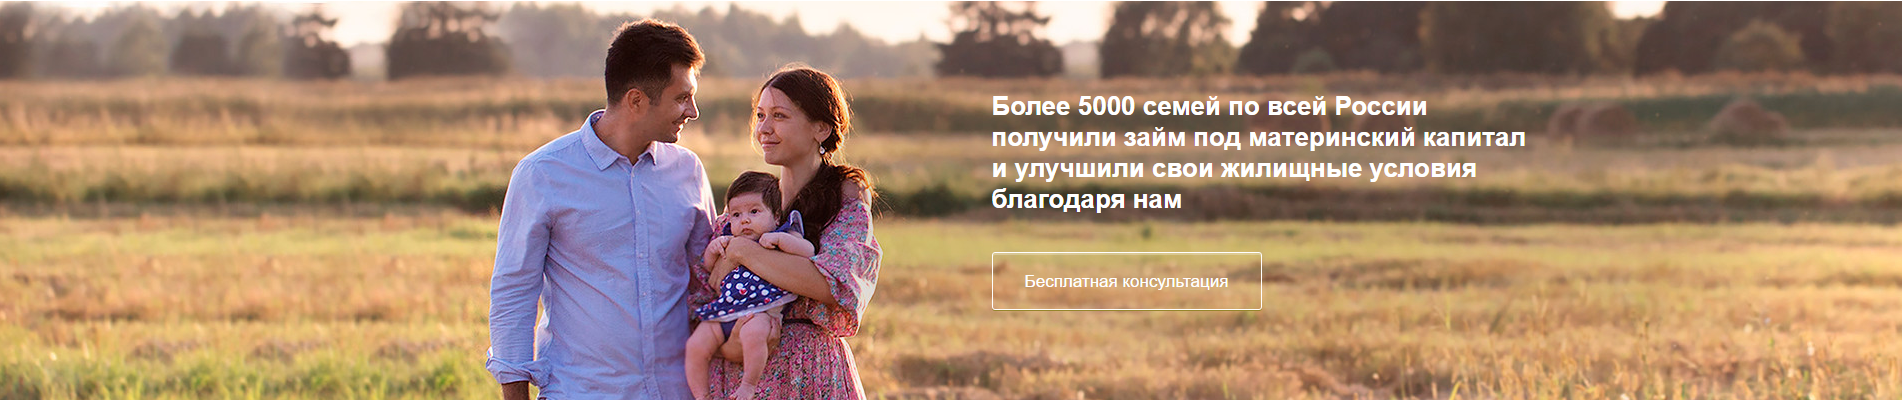 Более 5000 семей по всей России
получили займ под материнский капитал
и улучшили свои жилищные условия
благодаря нам
Бесплатная консультация